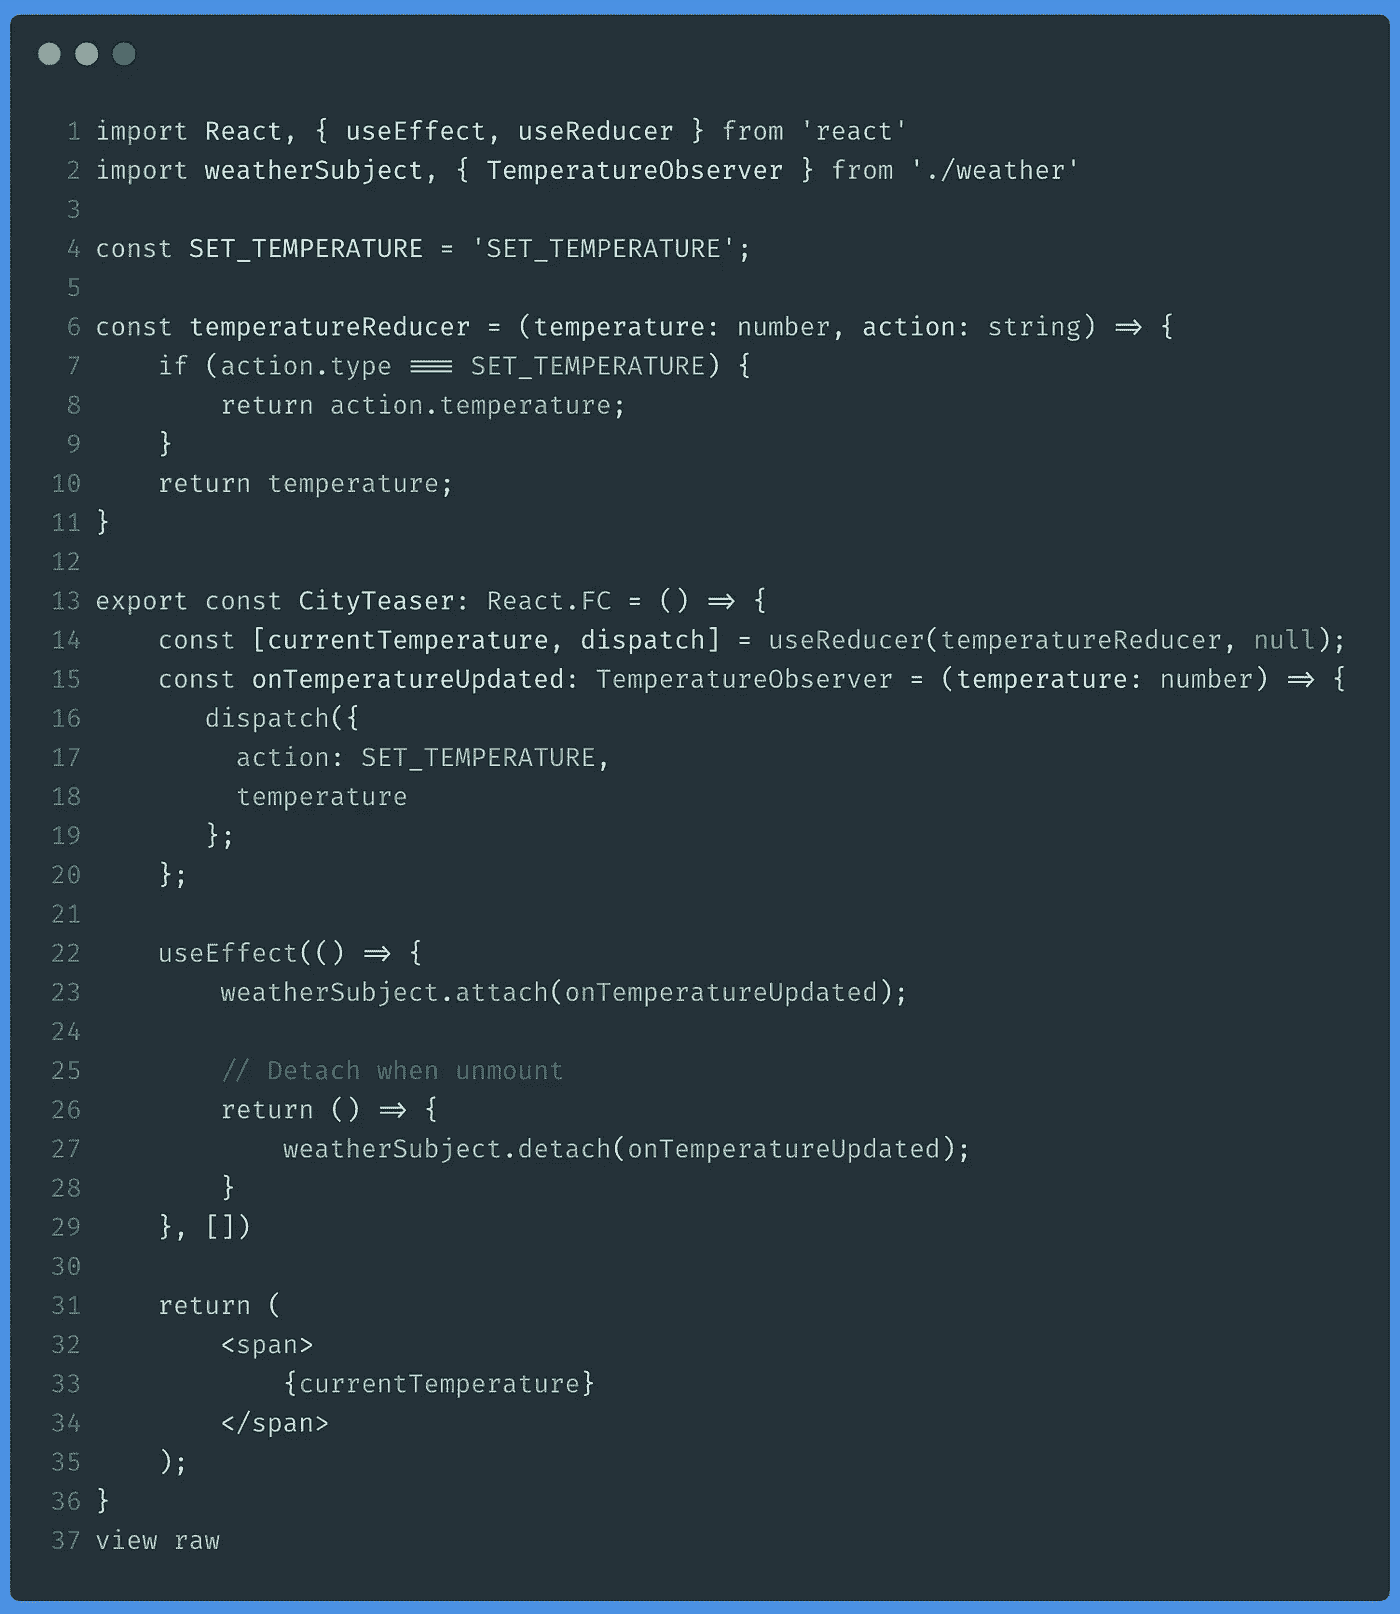 1 import React, { useEffect, useReducer } from 'react'
2 import weatherSubject, { TemperatureObserver } from './weather'
3
4 const SET_TEMPERATURE = 'SET_TEMPERATURE';
5
6 const temperatureReducer = (temperature: number, action: string) => {
7     if (action.type === SET_TEMPERATURE) {
8         return action.temperature;
9     }
10     return temperature;
11 }
12
13 export const CityTeaser: React.FC = () => {
14     const [currentTemperature, dispatch] = useReducer(temperatureReducer, null);
15     const onTemperatureUpdated: TemperatureObserver = (temperature: number) => {
16        dispatch({
17          action: SET_TEMPERATURE,
18          temperature
19        };
20     };
21
22     useEffect(() => {
23         weatherSubject.attach(onTemperatureUpdated);
24
25         // Detach when unmount
26         return () => {
27             weatherSubject.detach(onTemperatureUpdated);
28         }
29     }, [])
30
31     return (
32         <span>
33             {currentTemperature}
34         </span>
35     );
36 }
37 view raw